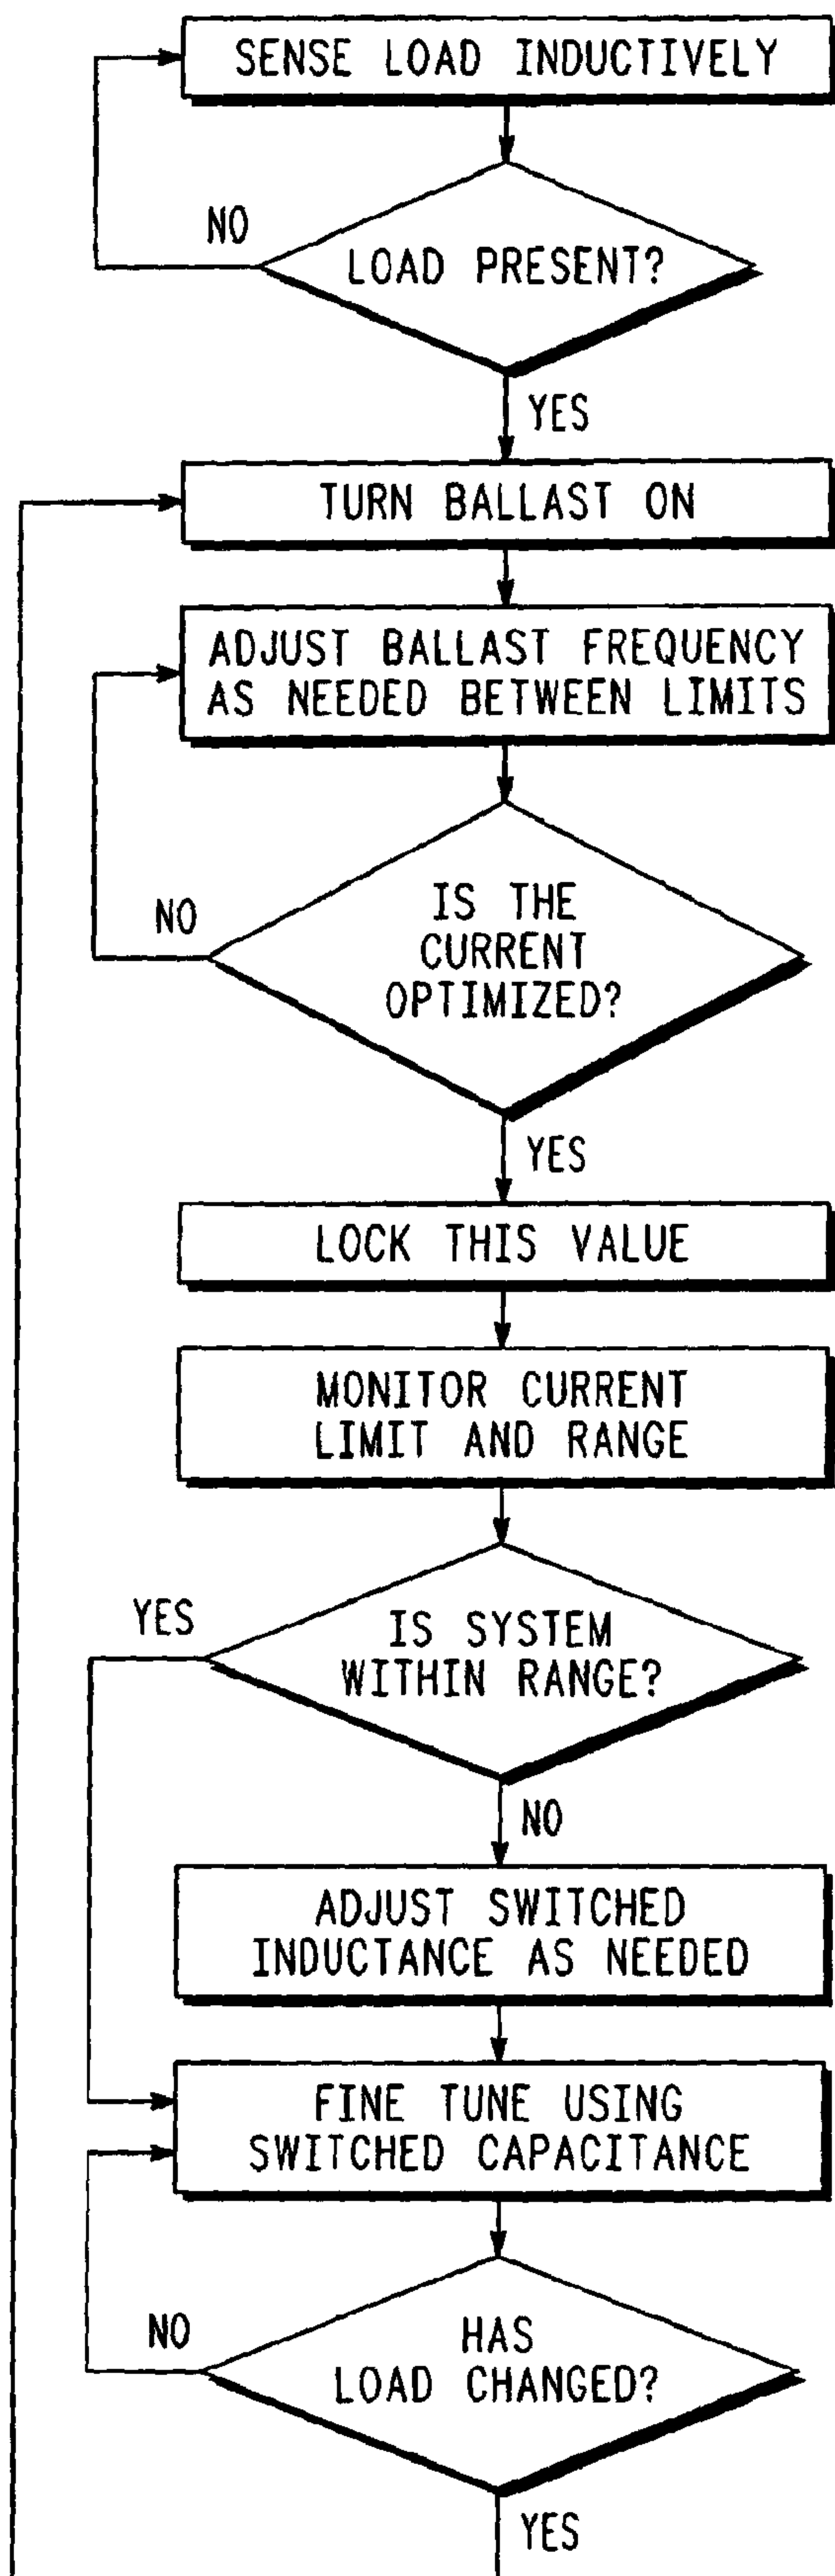 SENSE LOAD INDUCTIVELY
NO
LOAD PRESENT?
YES
TURN BALLAST ON
ADJUST BALLAST FREQUENCY
AS NEEDED BETWEEN LIMITS
NO
IS THE
CURRENT
OPTIMIZED?
YES
LOCK THIS VALUE
MONITOR CURRENT
LIMIT AND RANGE
YES
IS SYSTEM
WITHIN RANGE?
NO
ADJUST SWITCHED
INDUCTANCE AS NEEDED
FINE TUNE USING
SWITCHED CAPACITANCE
NO
HAS
LOAD CHANGED?
YES